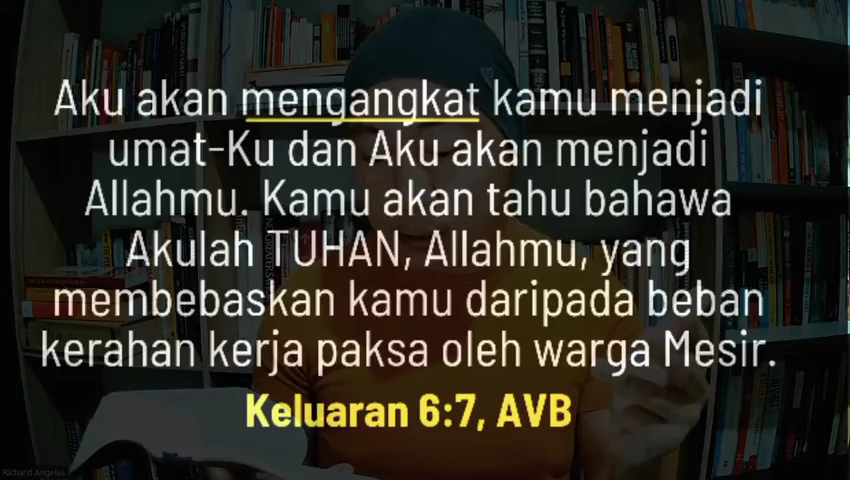 Aku akan mengangkat kamu menjadi
umat-Ku dan Aku akan menjadi
Allahmu. Kamu akan tahu bahawa
Akulah TUHAN, Allahmu, yang
membebaskan kamu daripada beban
kerahan kerja paksa oleh warga Mesir.
Keluaran 6:7, AVB
Richard Angelus